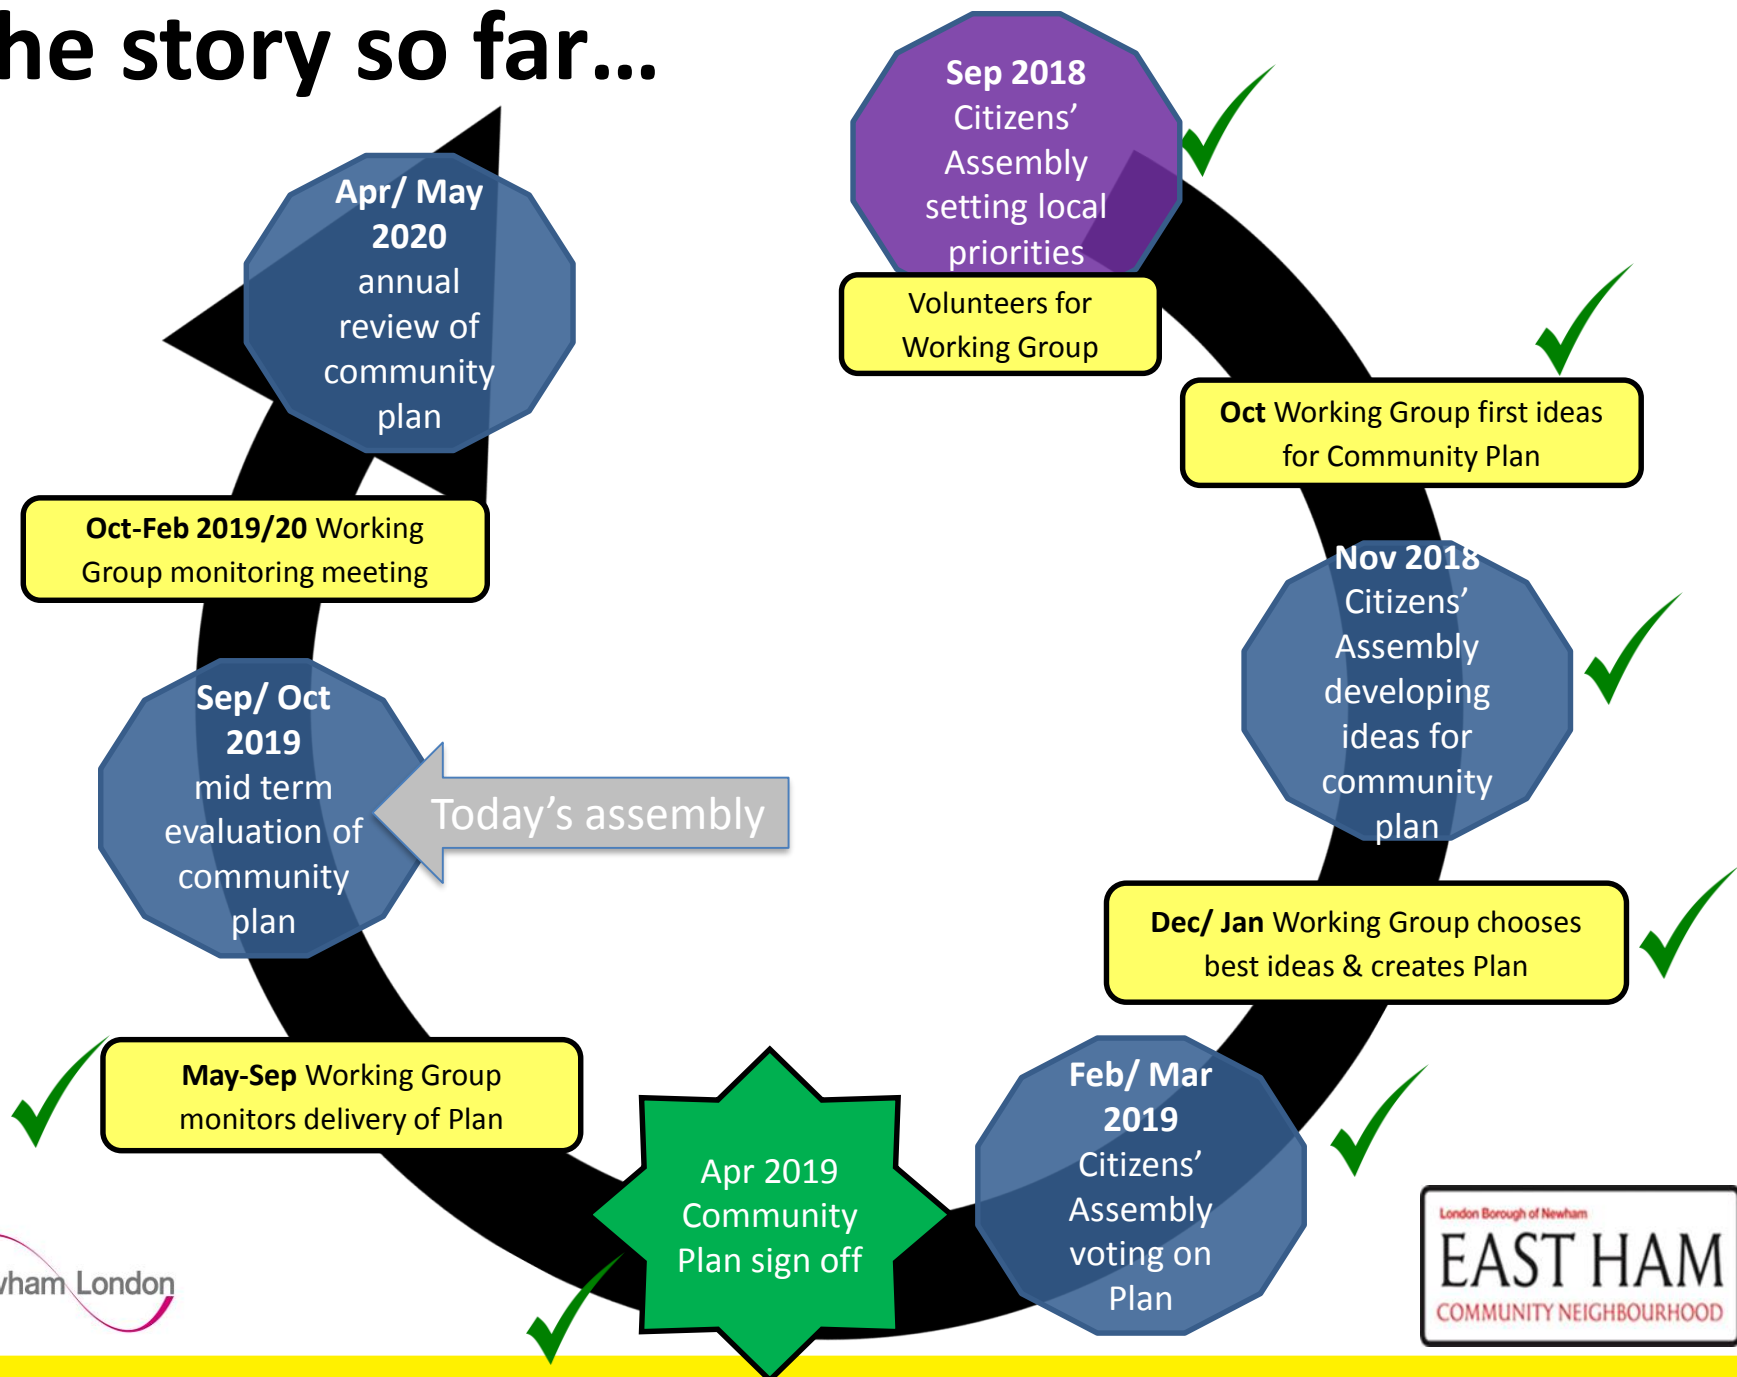 he story so far...
Sep 2018
Citizens'
Assembly
setting local
priorities
Volunteers for
Working Group
Oct Working Group first ideas
for Community Plan
Nov 2018
Citizens'
Assembly
developing
ideas for
community
plan
Dec/ Jan Working Group chooses
best ideas & creates Plan
Feb/ Mar
2019
Citizens'
Assembly
voting on
Plan
Apr 2019
Community
Plan sign off
May-Sep Working Group
monitors delivery of Plan
Sep/ Oct
2019
mid term
evaluation of
community
plan
Today's assembly
Oct-Feb 2019/20 Working
Group monitoring meeting
Apr/ May
2020
annual
review of
community
plan
ham London
London Borough of Newham
EAST HAM
COMMUNITY NEIGHBOURHOOD